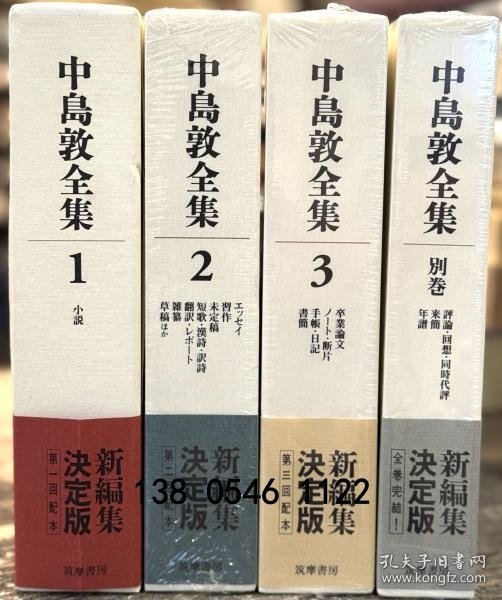 中島敦全集
1
小説
新編集
決定版
第一回配本
筑摩書房
中島敦全集
2
エッセイ
習作
未定稿
短歌・漢詩・訳詩
翻訳・レポート
雑纂
草稿ほか
新編集
決定版
筑摩書房
中島敦全集
3
卒業論文
ノート・断片
手帳・日記
書簡
新編集
決定版
第三回配本
筑摩書房
中島敦全集
別巻
評論・回想・同時代評
来簡
年譜
新編集
決定版
全巻完結！
筑摩書房
138 0546 1122
孔夫子旧书网
www.kongfz.com